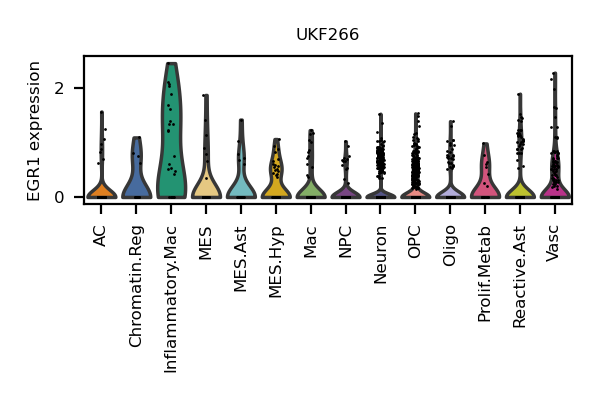 UKF266
EGR1 expression
2
0
AC
Chromatin.Reg
Inflammatory.Mac
MES
MES.Ast
MES.Hyp
Mac
NPC
Neuron
OPC
Oligo
Prolif.Metab
Reactive.Ast
Vasc